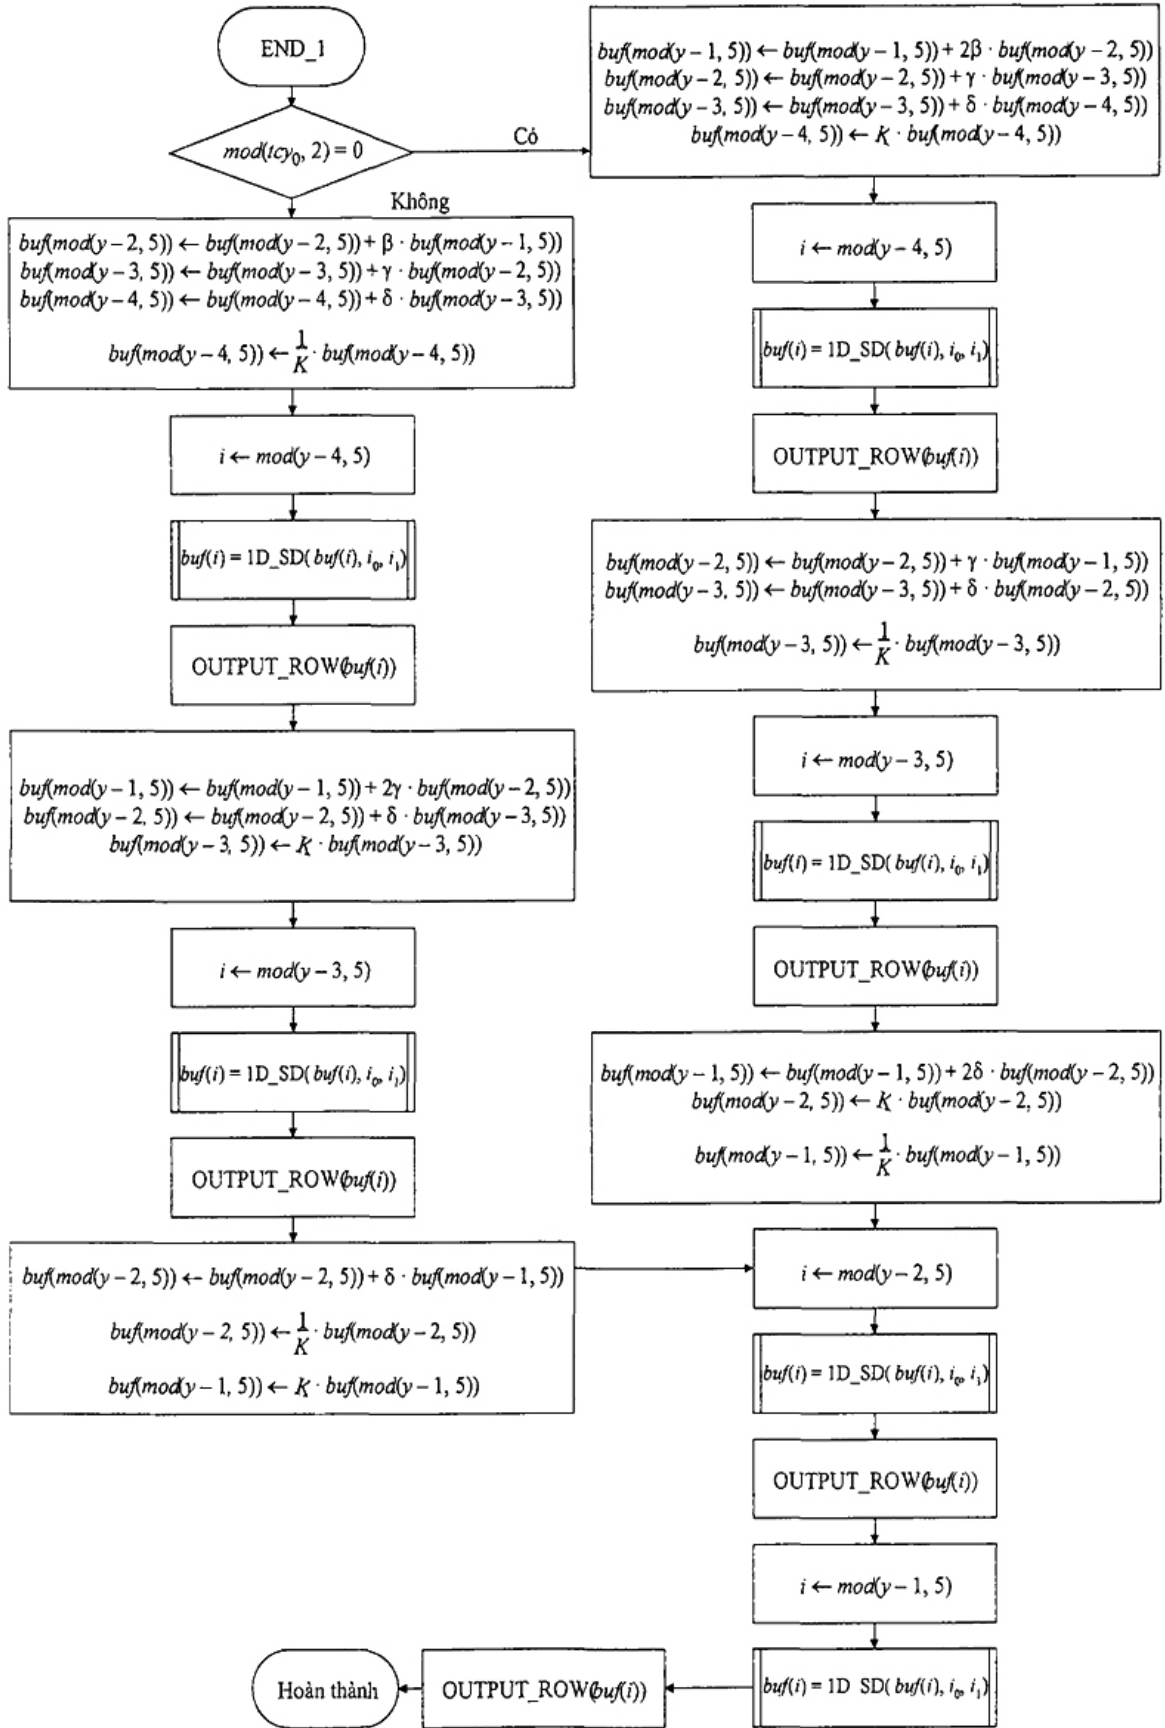 END_1
mod(tcy₀, 2) = 0
Có
Không
buf(mod(y – 2, 5)) ← buf(mod(y – 2, 5)) + β · buf(mod(y – 1, 5))
buf(mod(y – 3, 5)) ← buf(mod(y – 3, 5)) + γ · buf(mod(y – 2, 5))
buf(mod(y – 4, 5)) ← buf(mod(y – 4, 5)) + δ · buf(mod(y – 3, 5))
buf(mod(y – 4, 5)) ← 1/K · buf(mod(y – 4, 5))
i ← mod(y – 4, 5)
buf(i) = 1D_SD( buf(i), i₀, i₁)
OUTPUT_ROW(buf(i))
buf(mod(y – 1, 5)) ← buf(mod(y – 1, 5)) + 2γ · buf(mod(y – 2, 5))
buf(mod(y – 2, 5)) ← buf(mod(y – 2, 5)) + δ · buf(mod(y – 3, 5))
buf(mod(y – 3, 5)) ← K · buf(mod(y – 3, 5))
i ← mod(y – 3, 5)
buf(i) = 1D_SD( buf(i), i₀, i₁)
OUTPUT_ROW(buf(i))
buf(mod(y – 2, 5)) ← buf(mod(y – 2, 5)) + δ · buf(mod(y – 1, 5))
buf(mod(y – 2, 5)) ← 1/K · buf(mod(y – 2, 5))
buf(mod(y – 1, 5)) ← K · buf(mod(y – 1, 5))
buf(mod(y – 1, 5)) ← buf(mod(y – 1, 5)) + 2β · buf(mod(y – 2, 5))
buf(mod(y – 2, 5)) ← buf(mod(y – 2, 5)) + γ · buf(mod(y – 3, 5))
buf(mod(y – 3, 5)) ← buf(mod(y – 3, 5)) + δ · buf(mod(y – 4, 5))
buf(mod(y – 4, 5)) ← K · buf(mod(y – 4, 5))
i ← mod(y – 4, 5)
buf(i) = 1D_SD( buf(i), i₀, i₁)
OUTPUT_ROW(buf(i))
buf(mod(y – 2, 5)) ← buf(mod(y – 2, 5)) + γ · buf(mod(y – 1, 5))
buf(mod(y – 3, 5)) ← buf(mod(y – 3, 5)) + δ · buf(mod(y – 2, 5))
buf(mod(y – 3, 5)) ← 1/K · buf(mod(y – 3, 5))
i ← mod(y – 3, 5)
buf(i) = 1D_SD( buf(i), i₀, i₁)
OUTPUT_ROW(buf(i))
buf(mod(y – 1, 5)) ← buf(mod(y – 1, 5)) + 2δ · buf(mod(y – 2, 5))
buf(mod(y – 2, 5)) ← K · buf(mod(y – 2, 5))
buf(mod(y – 1, 5)) ← 1/K · buf(mod(y – 1, 5))
i ← mod(y – 2, 5)
buf(i) = 1D_SD( buf(i), i₀, i₁)
OUTPUT_ROW(buf(i))
i ← mod(y – 1, 5)
buf(i) = 1D SD( buf(i), i₀, i₁)
OUTPUT_ROW(buf(i))
Hoàn thành